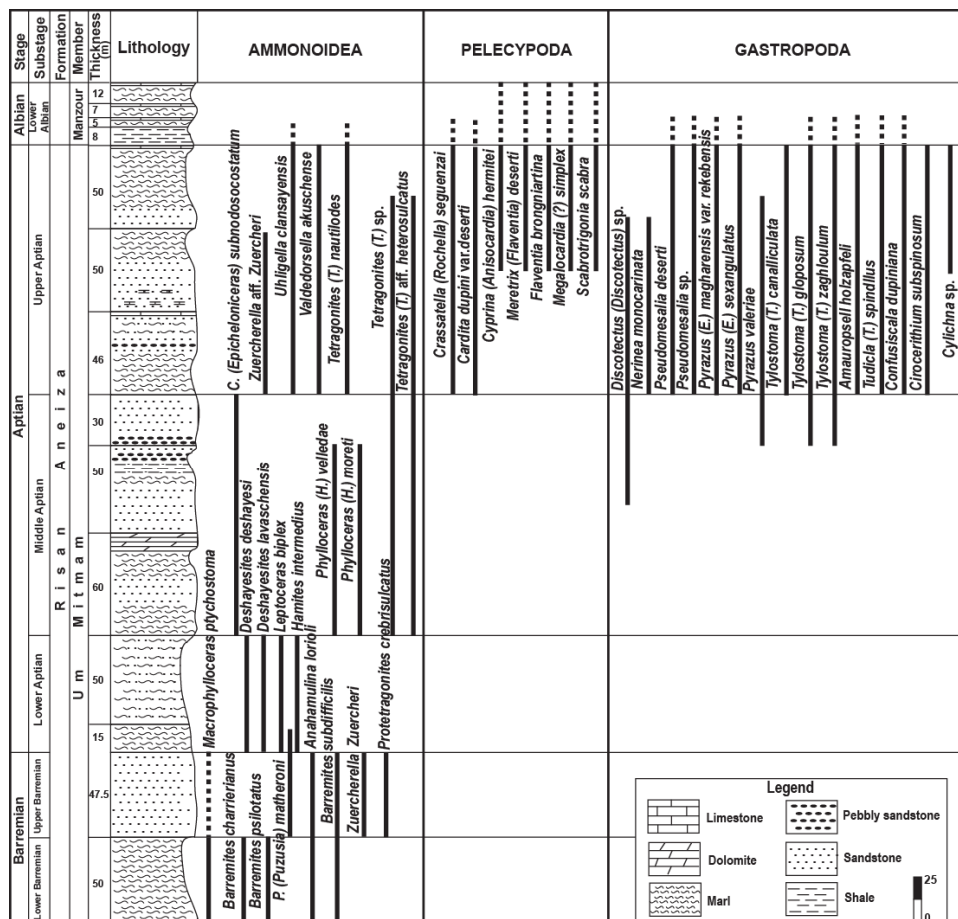 Stage
Substage
Formation
Member
Thickness
(m)
Lithology
AMMONOIDEA
PELECYPODA
GASTROPODA
Albian
Lower
Albian
Manzour
12
7
5
8
Aptian
Upper Aptian
Middle Aptian
Lower Aptian
Barremian
Upper Barremian
Lower Barremian
Risan Aneiza
Um Mitmam
50
50
46
30
50
60
50
15
47.5
50
C. (Epicheloniceras) subnodocostatum
Zuercherella aff. Zuercheri
Uhligella clansayensis
Valdedorsella akuschense
Tetragonites (T.) nautilodes
Tetragonites (T.) sp.
Tetragonites (T.) aff. heterosulcatus
Macrophylloceras ptychostoma
Deshayesites deshayesi
Deshayesites lavaschensis
Leptoceras biplex
Hamites intermedius
Phylloceras (H.) velledae
Phylloceras (H.) moreti
Barremites charrierianus
Barremites psilotatus
P. (Puzusia) matheroni
Anahamulina lorioli
Barremites subdifficilis
Zuercherella Zuercheri
Protetragonites crebrisulcatus
Crassatella (Rochella) seguenzai
Cardita dupini var.deserti
Cyprina (Aniscardia) hermitei
Meretrix (Flaventia) deserti
Flaventia brongniartina
Megalocardia (?) simplex
Scabrotrigonia scabra
Discotectus (Discotectus) sp.
Nerinea monocarinata
Pseudomesalia deserti
Pseudomesalia sp.
Pyrazus (E.) magharensis var. rekebensis
Pyrazus (E.) sexangulatus
Pyrazus valeriae
Tylostoma (T.) canalliculata
Tylostoma (T.) gloposum
Tylostoma (T.) zaghloulum
Amauropsell holzapfeli
Tudicla (T.) spindllus
Confusiscala dupiniana
Cirocerithium subspinosum
Cylichna sp.
Legend
Limestone
Pebbly sandstone
Dolomite
Sandstone
Marl
Shale
25
0